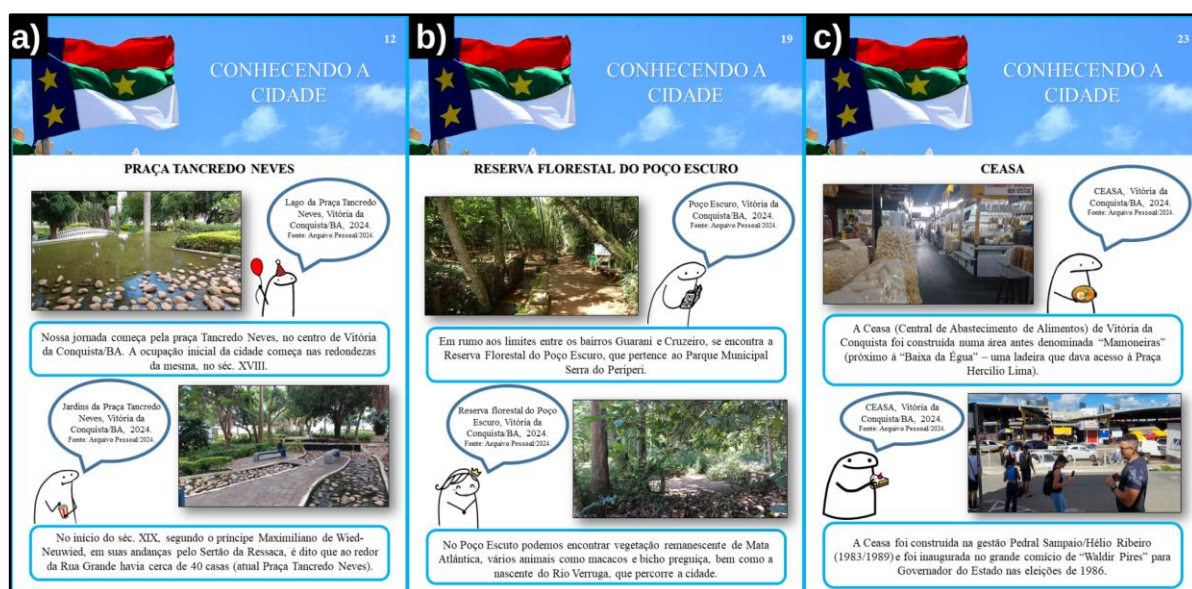 a)
12
CONHECENDO A
CIDADE
PRAÇA TANCREDO NEVES
Lago da Praça Tancredo
Neves, Vitória da
Conquista/BA, 2024.
Fonte: Arquivo Pessoal/2024.
Nossa jornada começa pela praça Tancredo Neves, no centro de Vitória
da Conquista/BA. A ocupação inicial da cidade começa nas redondezas
da mesma, no séc. XVIII.
Jardins da Praça Tancredo
Neves, Vitória da
Conquista/BA, 2024.
Fonte: Arquivo Pessoal/2024.
No início do séc. XIX, segundo o príncipe Maximiliano de Wied-
Neuwied, em suas andanças pelo Sertão da Ressaca, é dito que ao redor
da Rua Grande havia cerca de 40 casas (atual Praça Tancredo Neves).
b)
19
CONHECENDO A
CIDADE
RESERVA FLORESTAL DO POÇO ESCURO
Poço Escuro, Vitória da
Conquista/BA, 2024.
Fonte: Arquivo Pessoal/2024.
Em rumo aos limites entre os bairros Guarani e Cruzeiro, se encontra a
Reserva Florestal do Poço Escuro, que pertence ao Parque Municipal
Serra do Periperi.
Reserva florestal do Poço
Escuro, Vitória da
Conquista/BA, 2024.
Fonte: Arquivo Pessoal/2024.
No Poço Escuto podemos encontrar vegetação remanescente de Mata
Atlântica, vários animais como macacos e bicho preguiça, bem como a
nascente do Rio Verruga, que percorre a cidade.
c)
23
CONHECENDO A
CIDADE
CEASA
CEASA, Vitória da
Conquista/BA, 2024.
Fonte: Arquivo Pessoal/2024.
A Ceasa (Central de Abastecimento de Alimentos) de Vitória da
Conquista foi construída numa área antes denominada “Mamoneiras”
(próximo à “Baixa da Égua” – uma ladeira que dava acesso à Praça
Hercílio Lima).
CEASA, Vitória da
Conquista/BA, 2024.
Fonte: Arquivo Pessoal/2024.
A Ceasa foi construída na gestão Pedral Sampaio/Hélio Ribeiro
(1983/1989) e foi inaugurada no grande comício de “Waldir Pires” para
Governador do Estado nas eleições de 1986.